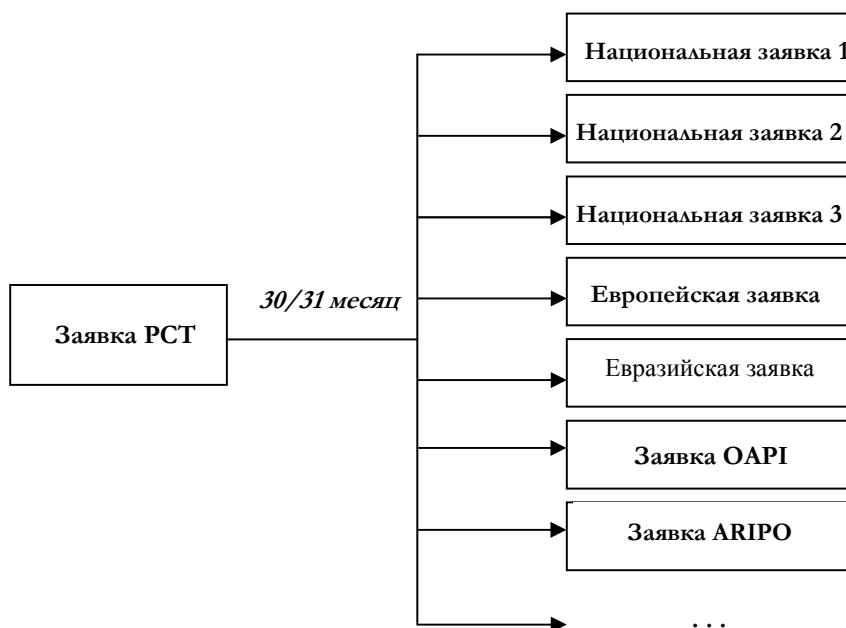 Национальная заявка 1
Национальная заявка 2
Национальная заявка 3
Европейская заявка
30/31 месяц
Заявка PCT
Евразийская заявка
Заявка OAPI
Заявка ARIPO
. . .